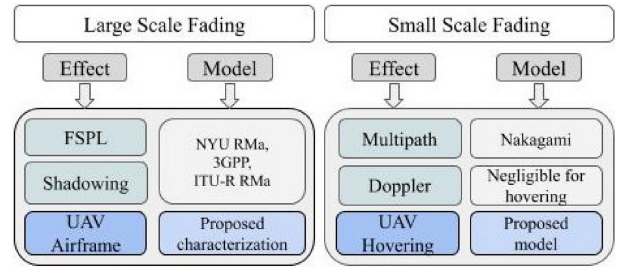 Large Scale Fading
Small Scale Fading
Effect
Model
Effect
Model
FSPL
Shadowing
UAV
Airframe
NYU RMa,
3GPP,
ITU-R RMa
Proposed
characterization
Multipath
Doppler
UAV
Hovering
Nakagami
Negligible for
hovering
Proposed
model